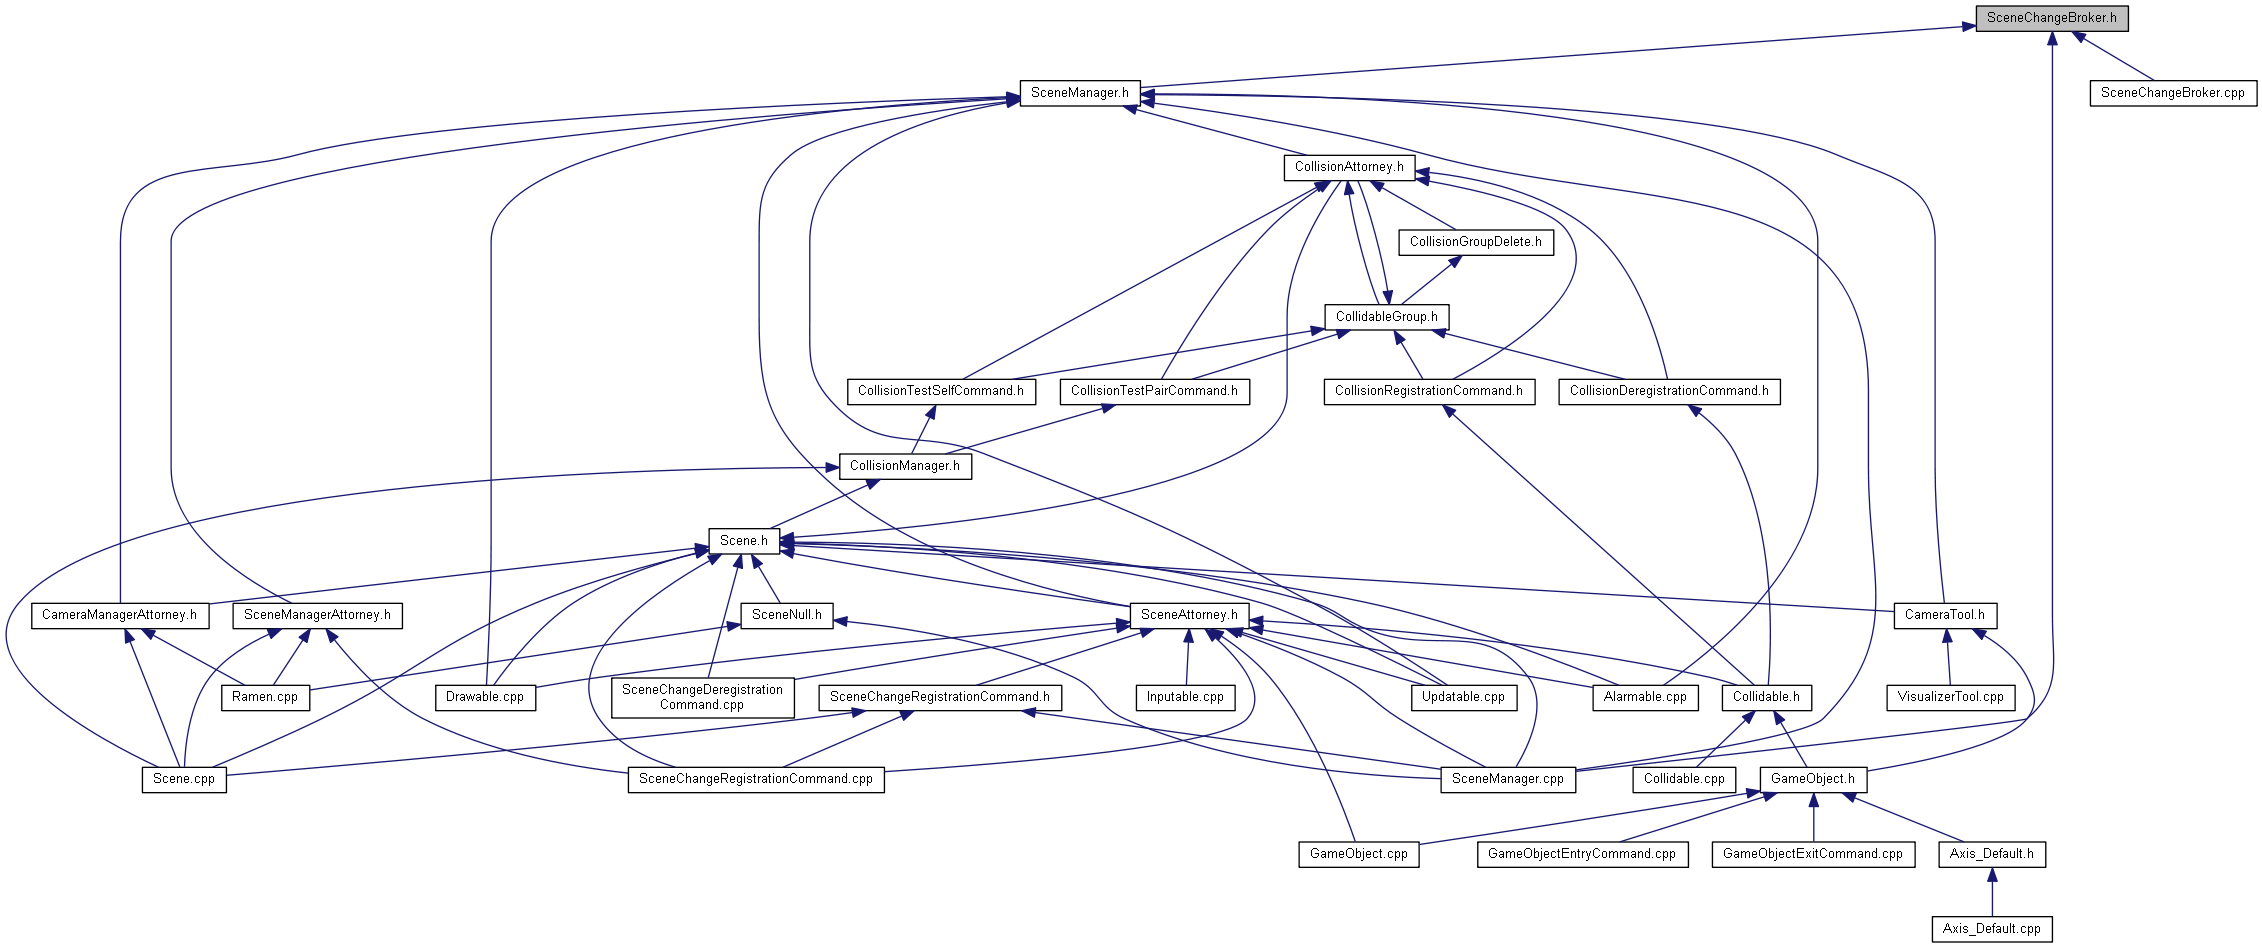 SceneChangeBroker.h
SceneManager.h
SceneChangeBroker.cpp
CollisionAttorney.h
CollisionGroupDelete.h
CollidableGroup.h
CollisionTestSelfCommand.h
CollisionTestPairCommand.h
CollisionRegistrationCommand.h
CollisionDeregistrationCommand.h
CollisionManager.h
Scene.h
CameraManagerAttorney.h
SceneManagerAttorney.h
SceneNull.h
SceneAttorney.h
CameraTool.h
Ramen.cpp
Drawable.cpp
SceneChangeDeregistration
Command.cpp
SceneChangeRegistrationCommand.h
Inputable.cpp
Updatable.cpp
Alarmable.cpp
Collidable.h
VisualizerTool.cpp
Scene.cpp
SceneChangeRegistrationCommand.cpp
SceneManager.cpp
Collidable.cpp
GameObject.h
GameObject.cpp
GameObjectEntryCommand.cpp
GameObjectExitCommand.cpp
Axis_Default.h
Axis_Default.cpp